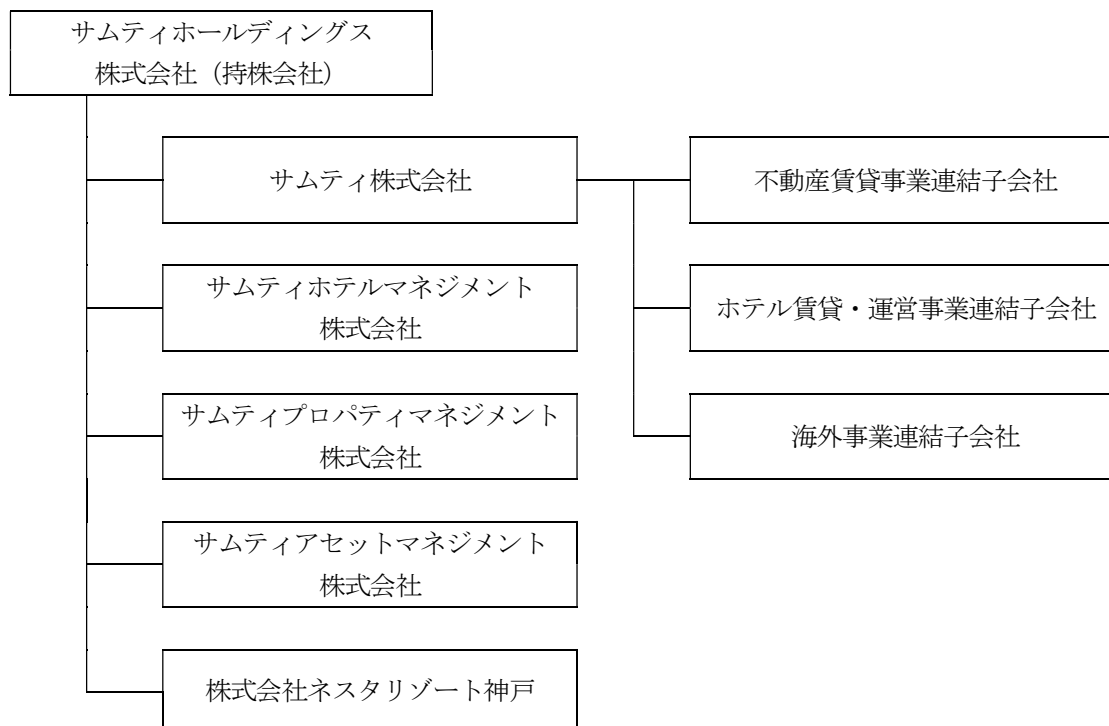 サムティホールディングス
株式会社（持株会社）
サムティ株式会社
不動産賃貸事業連結子会社
サムティホテルマネジメント
株式会社
ホテル賃貸・運営事業連結子会社
サムティプロパティマネジメント
株式会社
海外事業連結子会社
サムティアセットマネジメント
株式会社
株式会社ネスタリゾート神戸